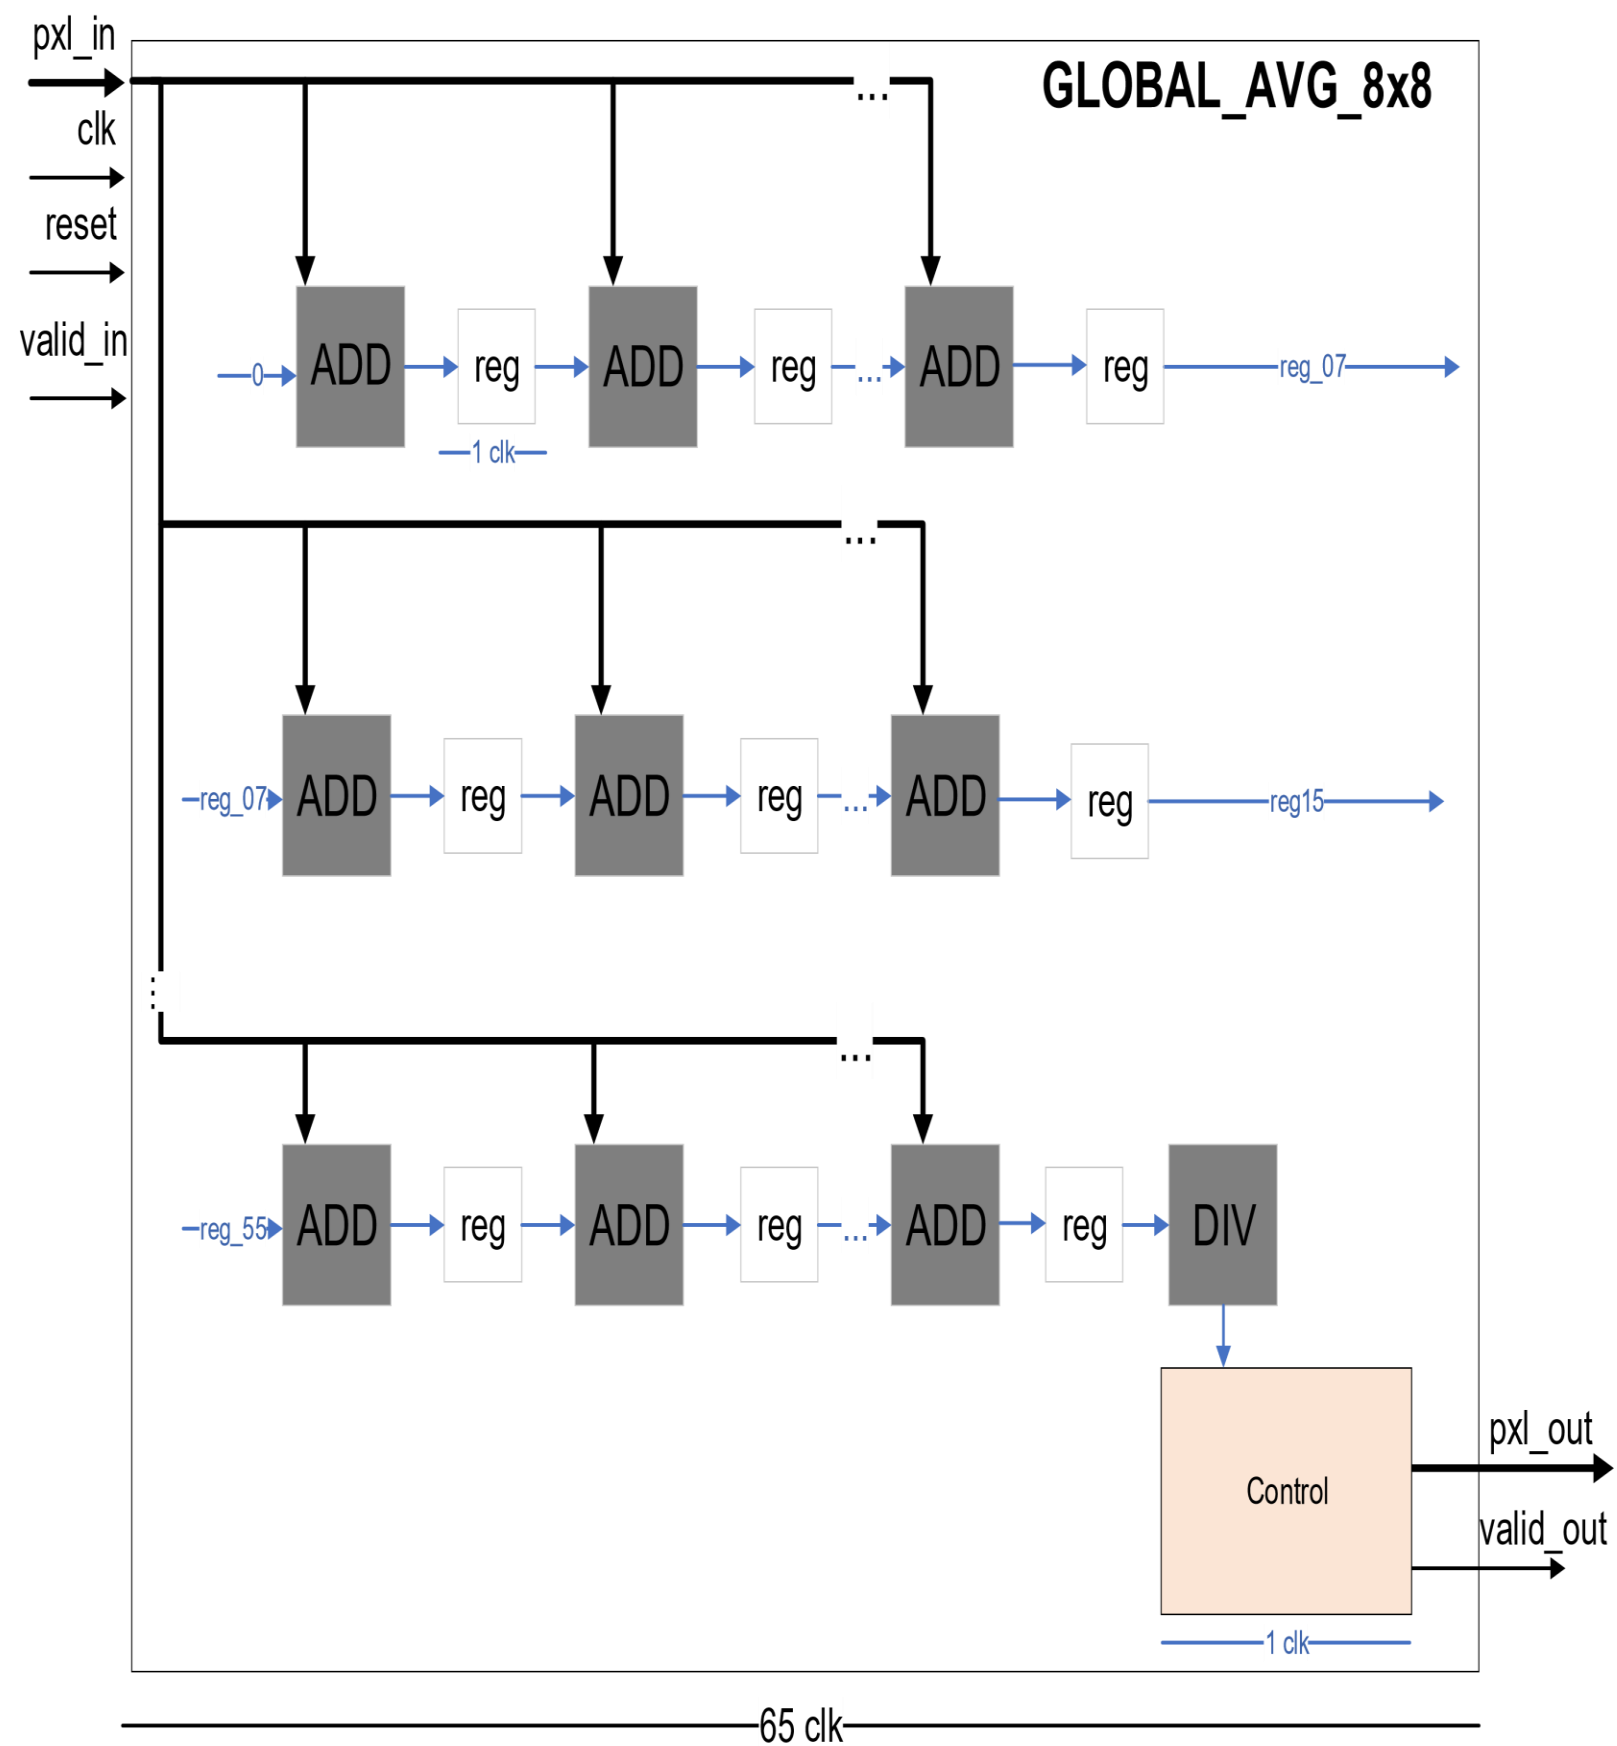 pxl_in
GLOBAL_AVG_8x8
...
clk
reset
valid_in
0
ADD
reg
ADD
reg
...
ADD
reg
reg_07
1 clk
...
reg_07
ADD
reg
ADD
reg
...
ADD
reg
reg15
...
...
reg_55
ADD
reg
ADD
reg
...
ADD
reg
DIV
Control
pxl_out
valid_out
1 clk
65 clk